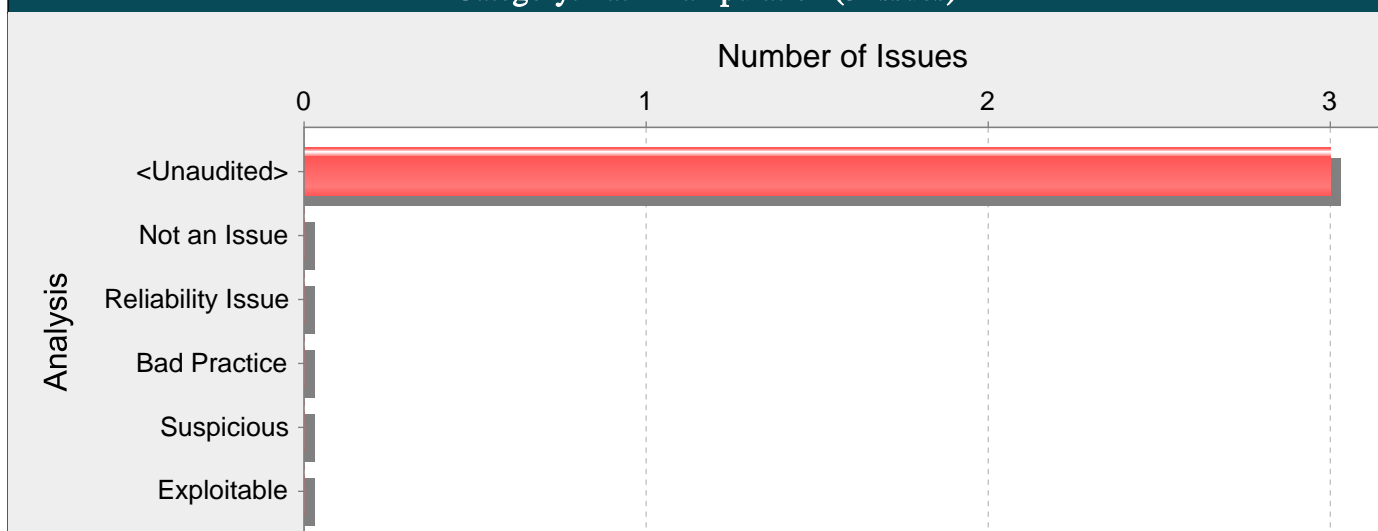 Number of Issues
0 1 2 3
<Unaudited>
Not an Issue
Reliability Issue
Bad Practice
Suspicious
Exploitable
Analysis